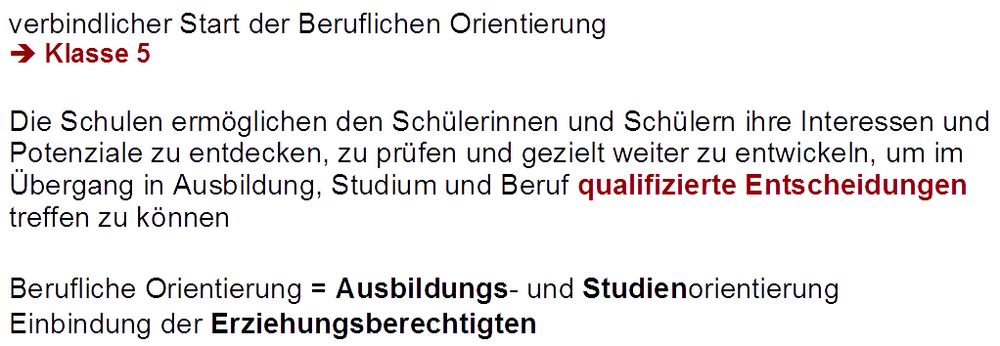 verbindlicher Start der Beruflichen Orientierung
➔ Klasse 5
Die Schulen ermöglichen den Schülerinnen und Schülern ihre Interessen und
Potenziale zu entdecken, zu prüfen und gezielt weiter zu entwickeln, um im
Übergang in Ausbildung, Studium und Beruf qualifizierte Entscheidungen
treffen zu können
Berufliche Orientierung = Ausbildungs- und Studienorientierung
Einbindung der Erziehungsberechtigten